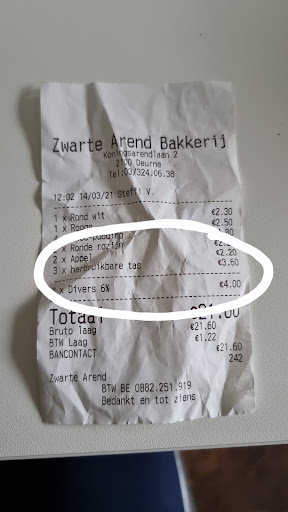 Zwarte Arend Bakkerij
Koningsarendlaan 2
2100 Deurne
Tel:03/324.06.38
12:02 14/03/21 Steffi V.
1 x Rond wit €2.30
1 x €2.50
x Ronde rozijn
2 x Appel €2.20
3 x herbruikbare tas €3.60
x Divers 6% €4.00
Totaal €21.60
Bruto laag €21.60
BTW Laag €1.22
BANCONTACT €21.60
242
Zwarte Arend
BTW BE 0882.251.919
Bedankt en tot ziens